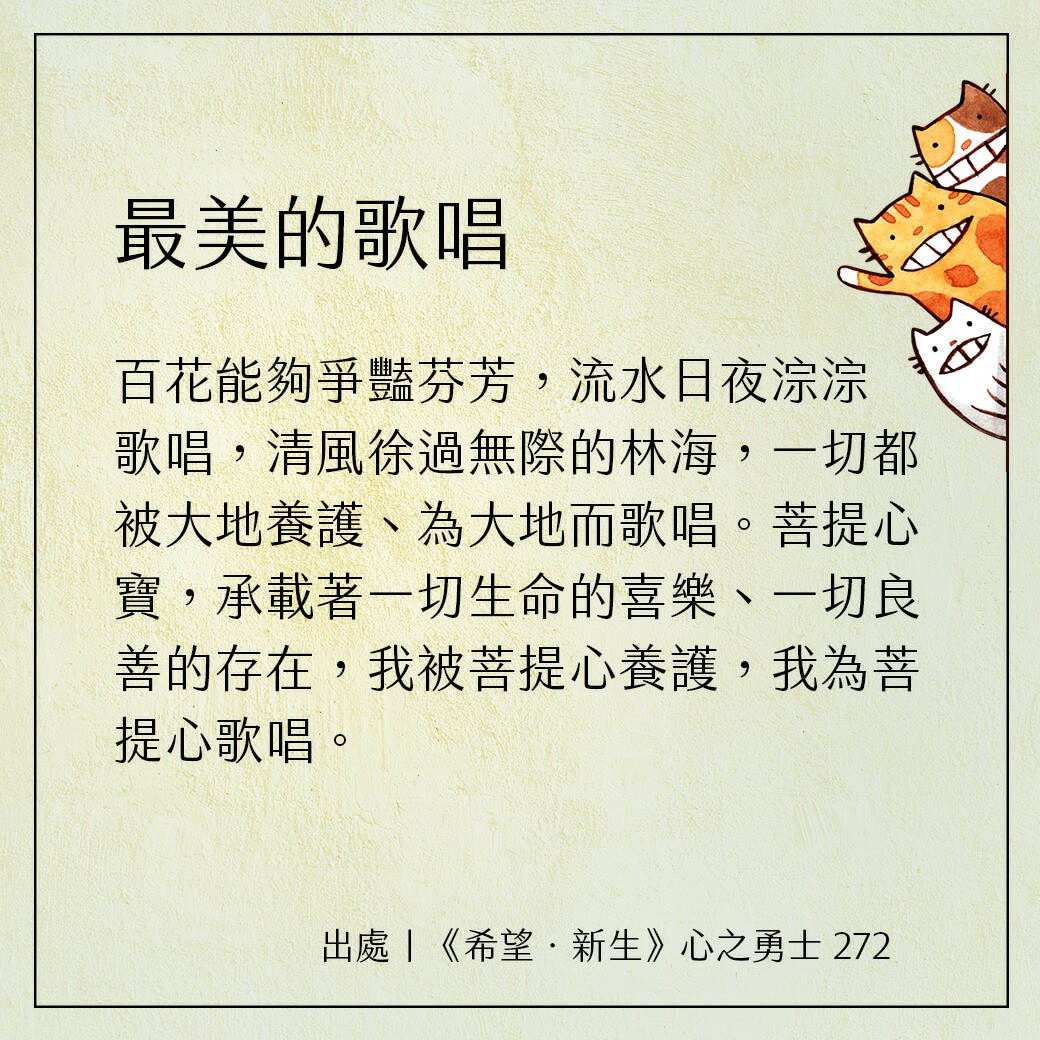 最美的歌唱
百花能夠爭豔芬芳，流水日夜淙淙
歌唱，清風徐過無際的林海，一切都
被大地養護、為大地而歌唱。菩提心
寶，承載著一切生命的喜樂、一切良
善的存在，我被菩提心養護，我為菩
提心歌唱。
出處｜《希望．新生》心之勇士 272